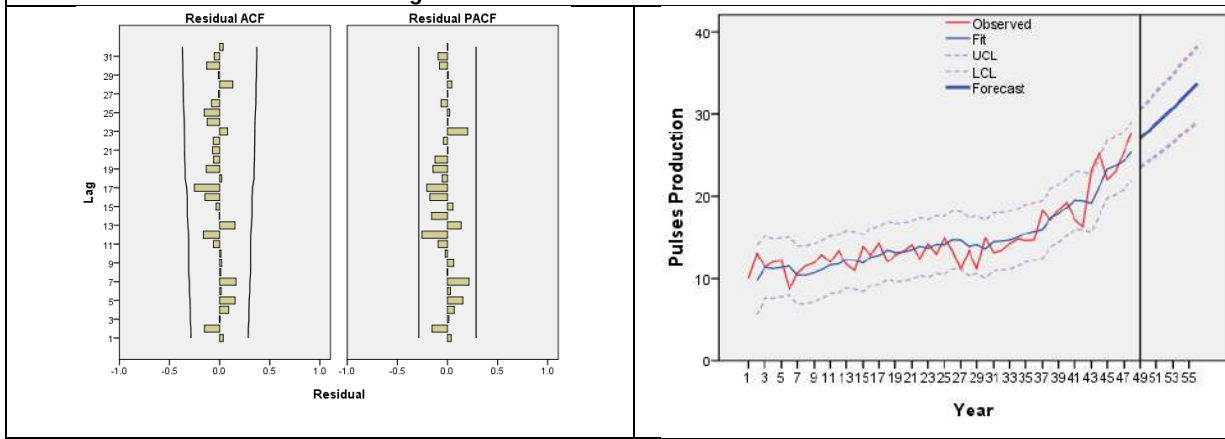 Residual ACF
Residual PACF
31
29
27
25
23
21
19
17
15
13
11
9
7
5
3
1
Lag
-1.0 -0.5 0.0 0.5 1.0
-1.0 -0.5 0.0 0.5 1.0
Residual
Observed
Fit
UCL
LCL
Forecast
40
30
20
10
0
Pulses Production
1 3 5 7 9 11 13 15 17 19 21 23 25 27 29 31 33 35 37 39 41 43 45 47 49 51 53 55
Year